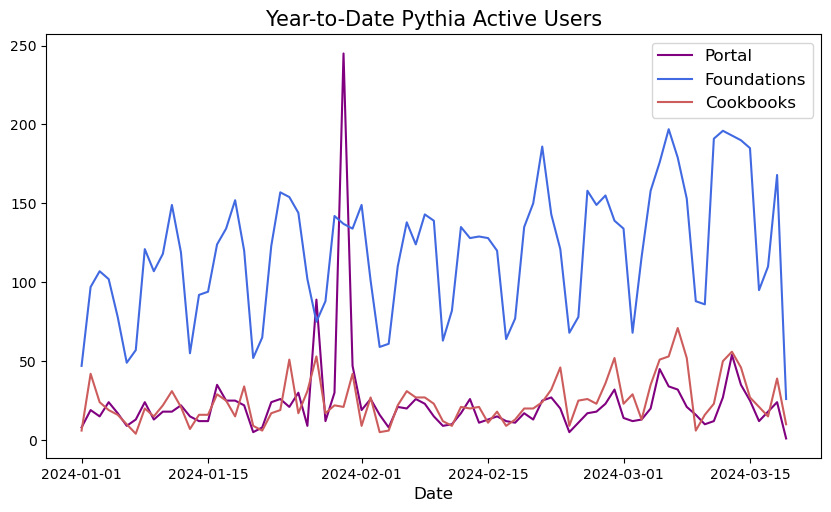 Year-to-Date Pythia Active Users
250
200
150
100
50
0
Portal
Foundations
Cookbooks
2024-01-01
2024-01-15
2024-02-01
2024-02-15
2024-03-01
2024-03-15
Date